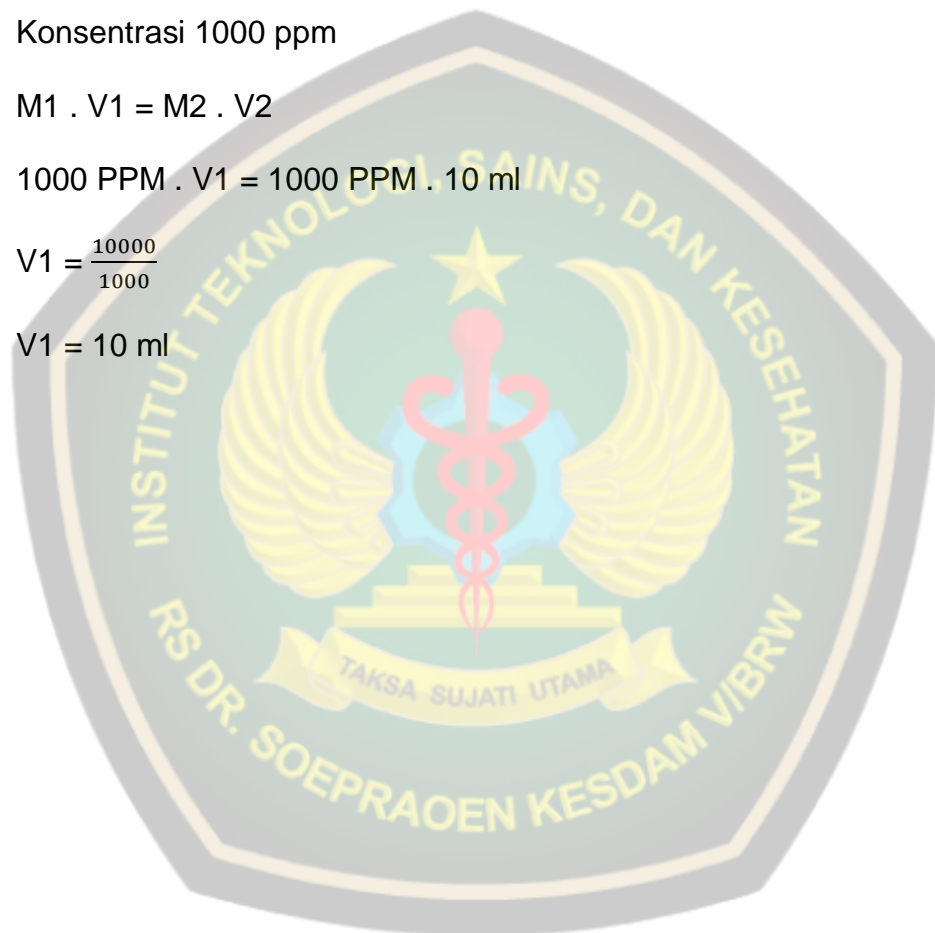 Konsentrasi 1000 ppm
M1 . V1 = M2 . V2
1000 PPM . V1 = 1000 PPM . 10 ml
V1 = 10000/1000
V1 = 10 ml
INSTITUT TEKNOLOGI, SAINS, DAN KESEHATAN
TAKSA SUJATI UTAMA
RS DR. SOEPRAOEN KESDAM V/BRW